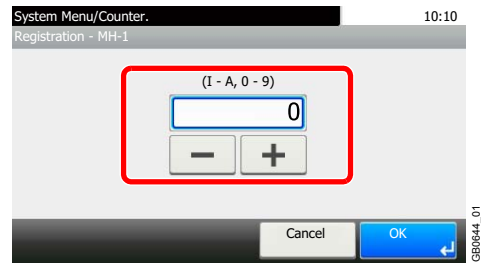 System Menu/Counter.
10:10
Registration - MH-1
(I - A, 0 - 9)
0
− +
Cancel
OK
GB0644_01